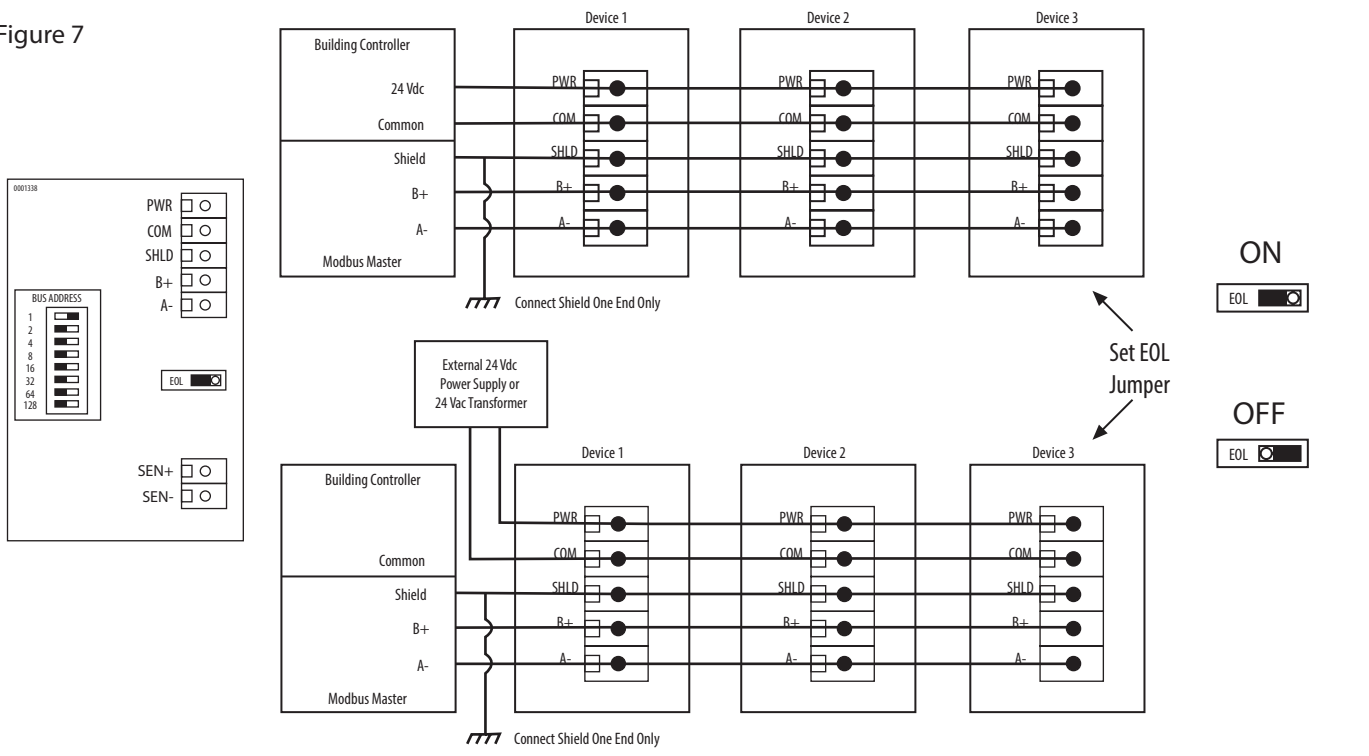 Figure 7
0001338
PWR
COM
SHLD
B+
A-
BUS ADDRESS
1
2
4
8
16
32
64
128
EOL
SEN+
SEN-
Device 1
Device 2
Device 3
Building Controller
24 Vdc
Common
Shield
B+
A-
Modbus Master
PWR
COM
SHLD
B+
A-
PWR
COM
SHLD
B+
A-
PWR
COM
SHLD
B+
A-
Connect Shield One End Only
External 24 Vdc
Power Supply or
24 Vac Transformer
Set EOL
Jumper
Device 1
Device 2
Device 3
Building Controller
Common
Shield
B+
A-
Modbus Master
PWR
COM
SHLD
B+
A-
PWR
COM
SHLD
B+
A-
PWR
COM
SHLD
B+
A-
Connect Shield One End Only
ON
EOL
OFF
EOL